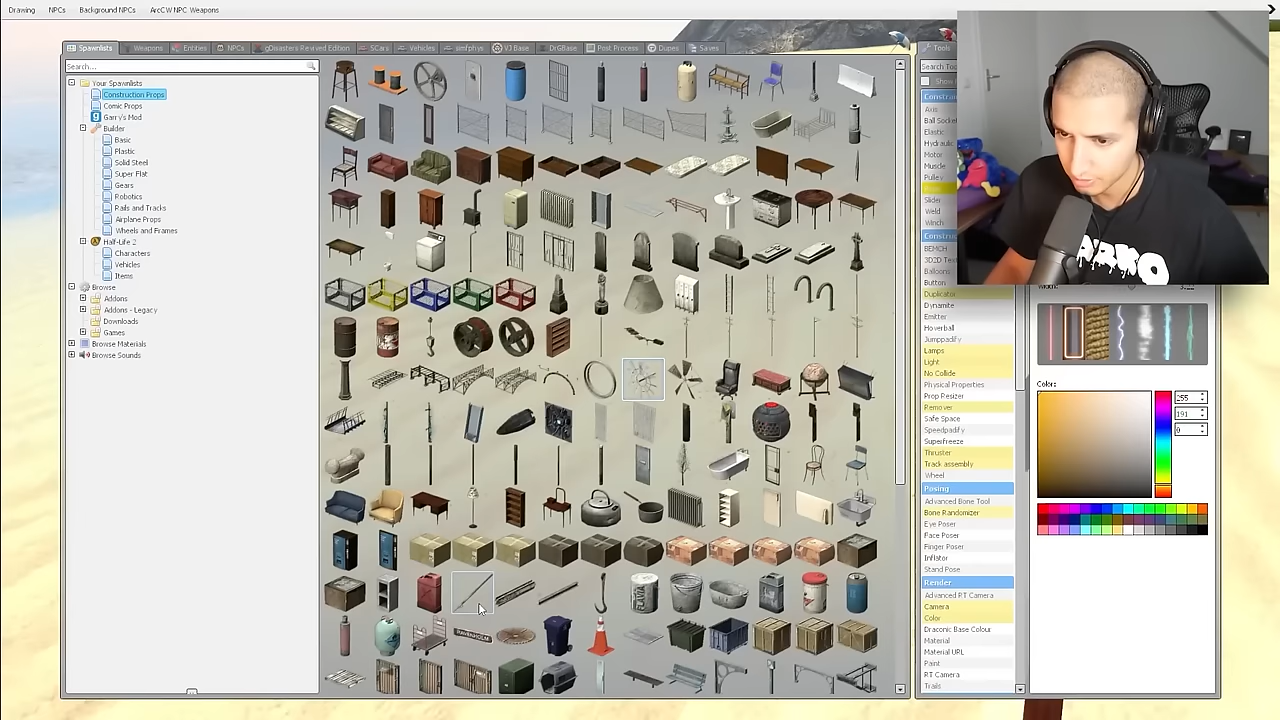 Drawing NPCs Background NPCs ArcCW NPC Weapons
Spawnlists Weapons Entities NPCs gDisasters Revived Edition SCars Vehicles simfphys VJ Base DrGBase Post Process Dupes Saves
Search...
Your Spawnlists
Construction Props
Comic Props
Garry's Mod
Builder
Basic
Plastic
Solid Steel
Super Flat
Gears
Robotics
Rails and Tracks
Airplane Props
Wheels and Frames
Half-Life 2
Characters
Vehicles
Items
Browse
Addons
Addons - Legacy
Downloads
Games
Browse Materials
Browse Sounds
RAVENHOLM
Tools
Search
Axis
Elastic
Motor
Muscle
Pulley
Slider
Weld
Winch
Balloons
Button
Duplicator
Dynamite
Emitter
Hoverball
Jumppadify
Lamps
Light
No Collide
Physical Properties
Prop Resizer
Remover
Safe Space
Speedpadify
Superfreeze
Thruster
Track assembly
Wheel
Posing
Advanced Bone Tool
Bone Randomizer
Eye Poser
Face Poser
Finger Poser
Inflator
Stand Pose
Render
Advanced RT Camera
Camera
Color
Draconic Base Colour
Material
Material URL
Paint
RT Camera
Trails
Color:
255
191
0